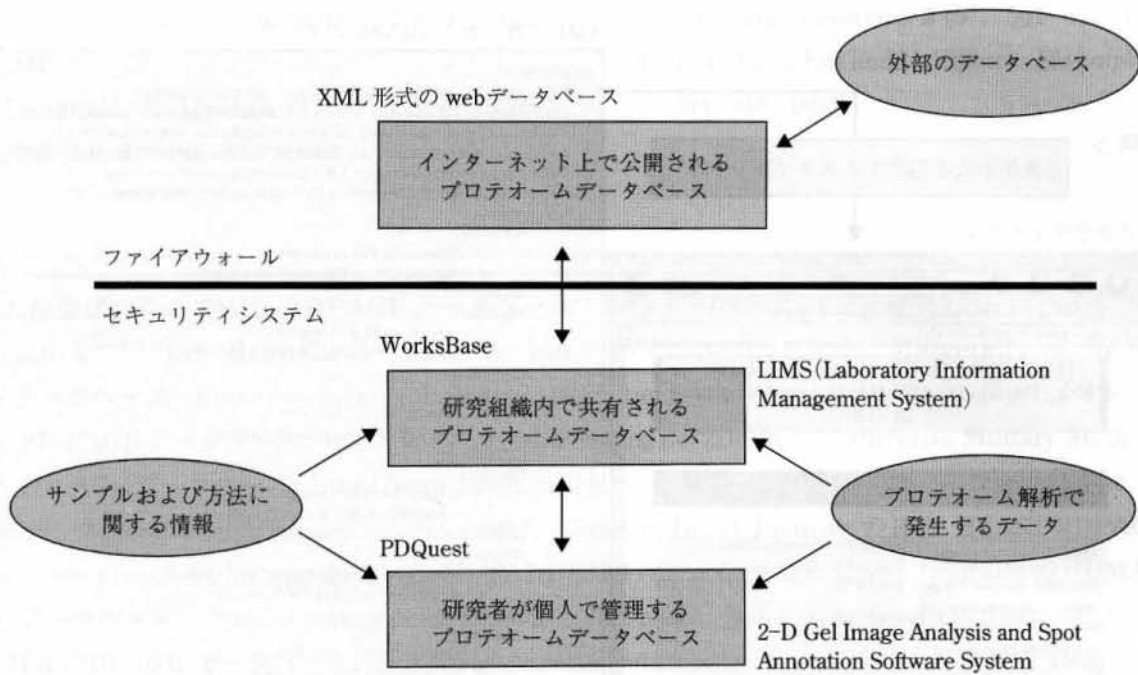 外部のデータベース
XML 形式の webデータベース
インターネット上で公開される
プロテオームデータベース
ファイアウォール
セキュリティシステム
WorksBase
LIMS(Laboratory Information
Management System)
研究組織内で共有される
プロテオームデータベース
サンプルおよび方法に
関する情報
プロテオーム解析で
発生するデータ
PDQuest
研究者が個人で管理する
プロテオームデータベース
2-D Gel Image Analysis and Spot
Annotation Software System